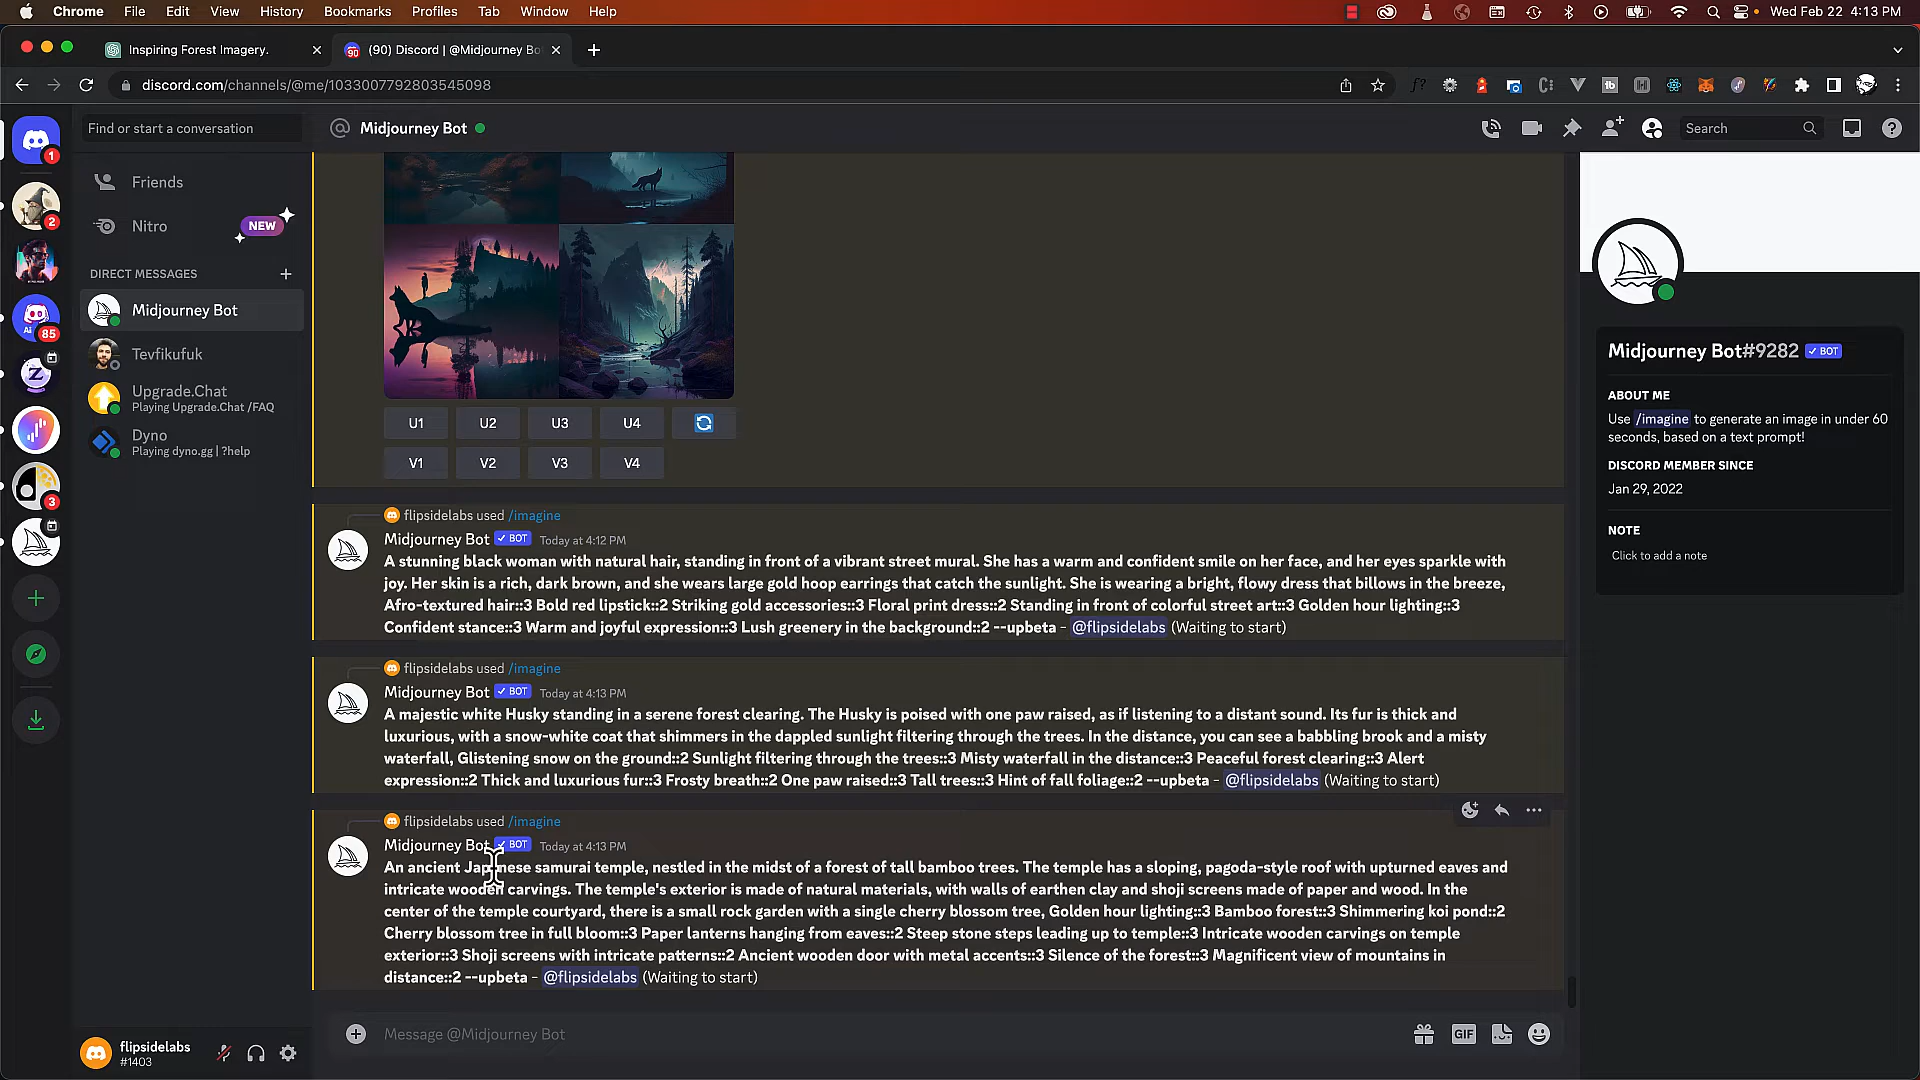 Chrome File Edit View History Bookmarks Profiles Tab Window Help
Wed Feb 22 4:13 PM
Inspiring Forest Imagery.
(90) Discord | @Midjourney Bo
discord.com/channels/@me/1033007792803545098
Find or start a conversation
Midjourney Bot
Search
1
2
85
3
Friends
Nitro
NEW
DIRECT MESSAGES
Midjourney Bot
Tevfikufuk
Upgrade.Chat
Playing Upgrade.Chat /FAQ
Dyno
Playing dyno.gg | ?help
U1 U2 U3 U4
V1 V2 V3 V4
flipsidelabs used /imagine
Midjourney Bot BOT Today at 4:12 PM
A stunning black woman with natural hair, standing in front of a vibrant street mural. She has a warm and confident smile on her face, and her eyes sparkle with
joy. Her skin is a rich, dark brown, and she wears large gold hoop earrings that catch the sunlight. She is wearing a bright, flowy dress that billows in the breeze,
Afro-textured hair::3 Bold red lipstick::2 Striking gold accessories::3 Floral print dress::2 Standing in front of colorful street art::3 Golden hour lighting::3
Confident stance::3 Warm and joyful expression::3 Lush greenery in the background::2 --upbeta - @flipsidelabs (Waiting to start)
flipsidelabs used /imagine
Midjourney Bot BOT Today at 4:13 PM
A majestic white Husky standing in a serene forest clearing. The Husky is poised with one paw raised, as if listening to a distant sound. Its fur is thick and
luxurious, with a snow-white coat that shimmers in the dappled sunlight filtering through the trees. In the distance, you can see a babbling brook and a misty
waterfall, Glistening snow on the ground::2 Sunlight filtering through the trees::3 Misty waterfall in the distance::3 Peaceful forest clearing::3 Alert
expression::2 Thick and luxurious fur::3 Frosty breath::2 One paw raised::3 Tall trees::3 Hint of fall foliage::2 --upbeta - @flipsidelabs (Waiting to start)
flipsidelabs used /imagine
Midjourney Bot BOT Today at 4:13 PM
An ancient Japanese samurai temple, nestled in the midst of a forest of tall bamboo trees. The temple has a sloping, pagoda-style roof with upturned eaves and
intricate wooden carvings. The temple's exterior is made of natural materials, with walls of earthen clay and shoji screens made of paper and wood. In the
center of the temple courtyard, there is a small rock garden with a single cherry blossom tree, Golden hour lighting::3 Bamboo forest::3 Shimmering koi pond::2
Cherry blossom tree in full bloom::3 Paper lanterns hanging from eaves::2 Steep stone steps leading up to temple::3 Intricate wooden carvings on temple
exterior::3 Shoji screens with intricate patterns::2 Ancient wooden door with metal accents::3 Silence of the forest::3 Magnificent view of mountains in
distance::2 --upbeta - @flipsidelabs (Waiting to start)
Message @Midjourney Bot
GIF
flipsidelabs
#1403
Midjourney Bot#9282 BOT
ABOUT ME
Use /imagine to generate an image in under 60
seconds, based on a text prompt!
DISCORD MEMBER SINCE
Jan 29, 2022
NOTE
Click to add a note